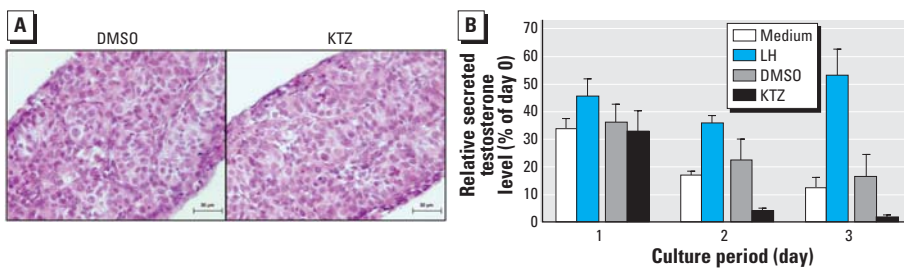 A
DMSO
KTZ
B
Relative secreted
testosterone
level (% of day 0)
70
60
50
40
30
20
10
0
Medium
LH
DMSO
KTZ
1
2
3
Culture period (day)